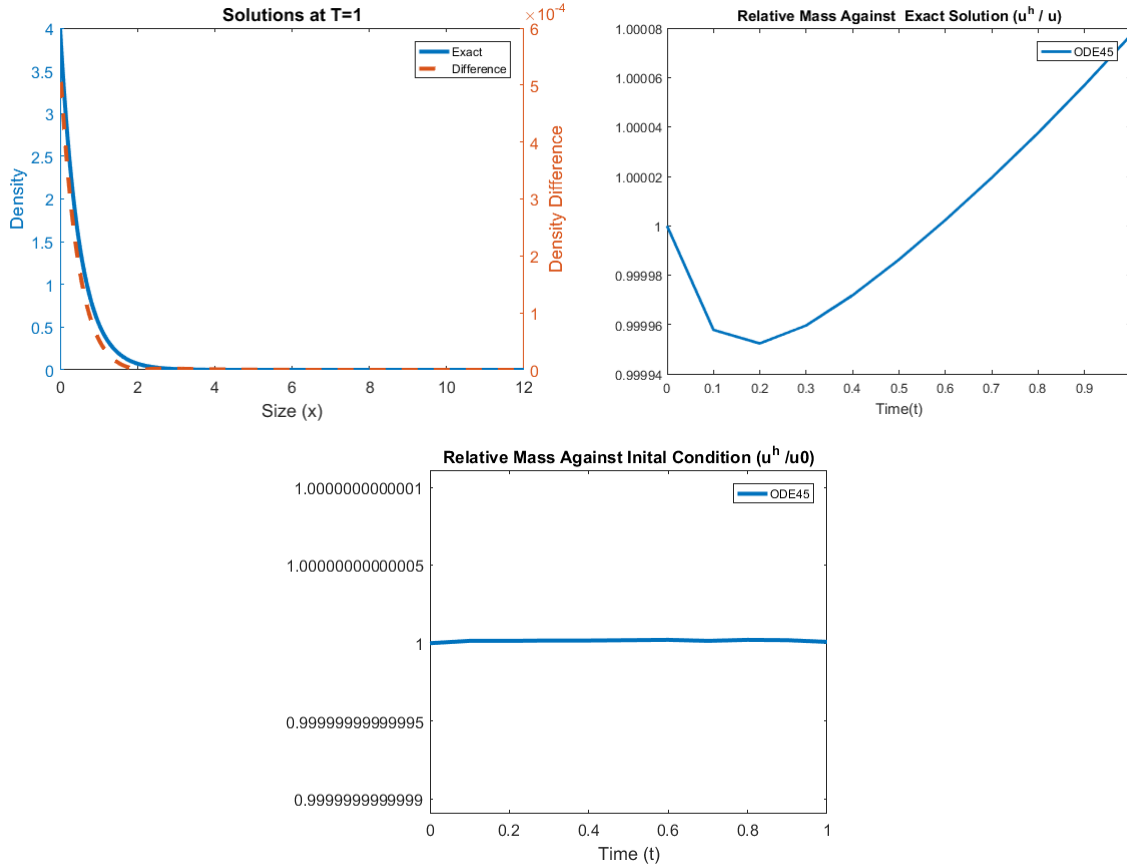 Solutions at T=1
×10^-4
Exact
Difference
4
3.5
3
2.5
2
1.5
1
0.5
0
6
5
4
3
2
1
0
Density
Density Difference
0 2 4 6 8 10 12
Size (x)
Relative Mass Against Exact Solution (u^h / u)
ODE45
1.00008
1.00006
1.00004
1.00002
1
0.99998
0.99996
0.99994
0 0.1 0.2 0.3 0.4 0.5 0.6 0.7 0.8 0.9
Time(t)
Relative Mass Against Inital Condition (u^h /u0)
ODE45
1.0000000000001
1.00000000000005
1
0.99999999999995
0.9999999999999
0 0.2 0.4 0.6 0.8 1
Time (t)